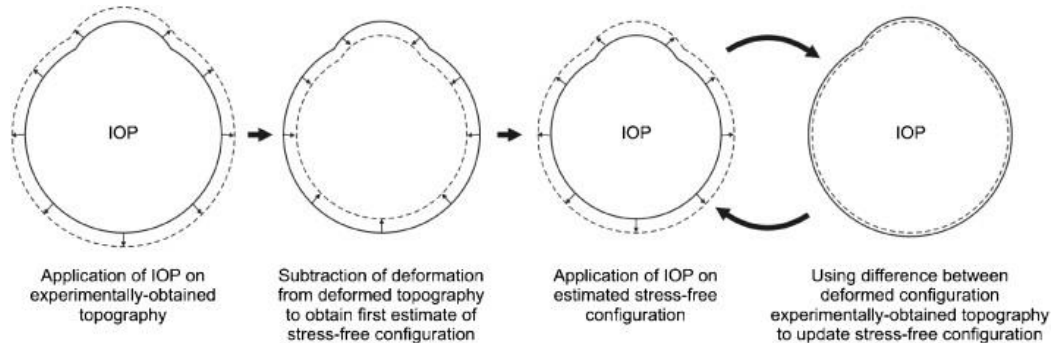 IOP
IOP
IOP
Application of IOP on
experimentally-obtained
topography
Subtraction of deformation
from deformed topography
to obtain first estimate of
stress-free configuration
Application of IOP on
estimated stress-free
configuration
Using difference between
deformed configuration
experimentally-obtained topography
to update stress-free configuration